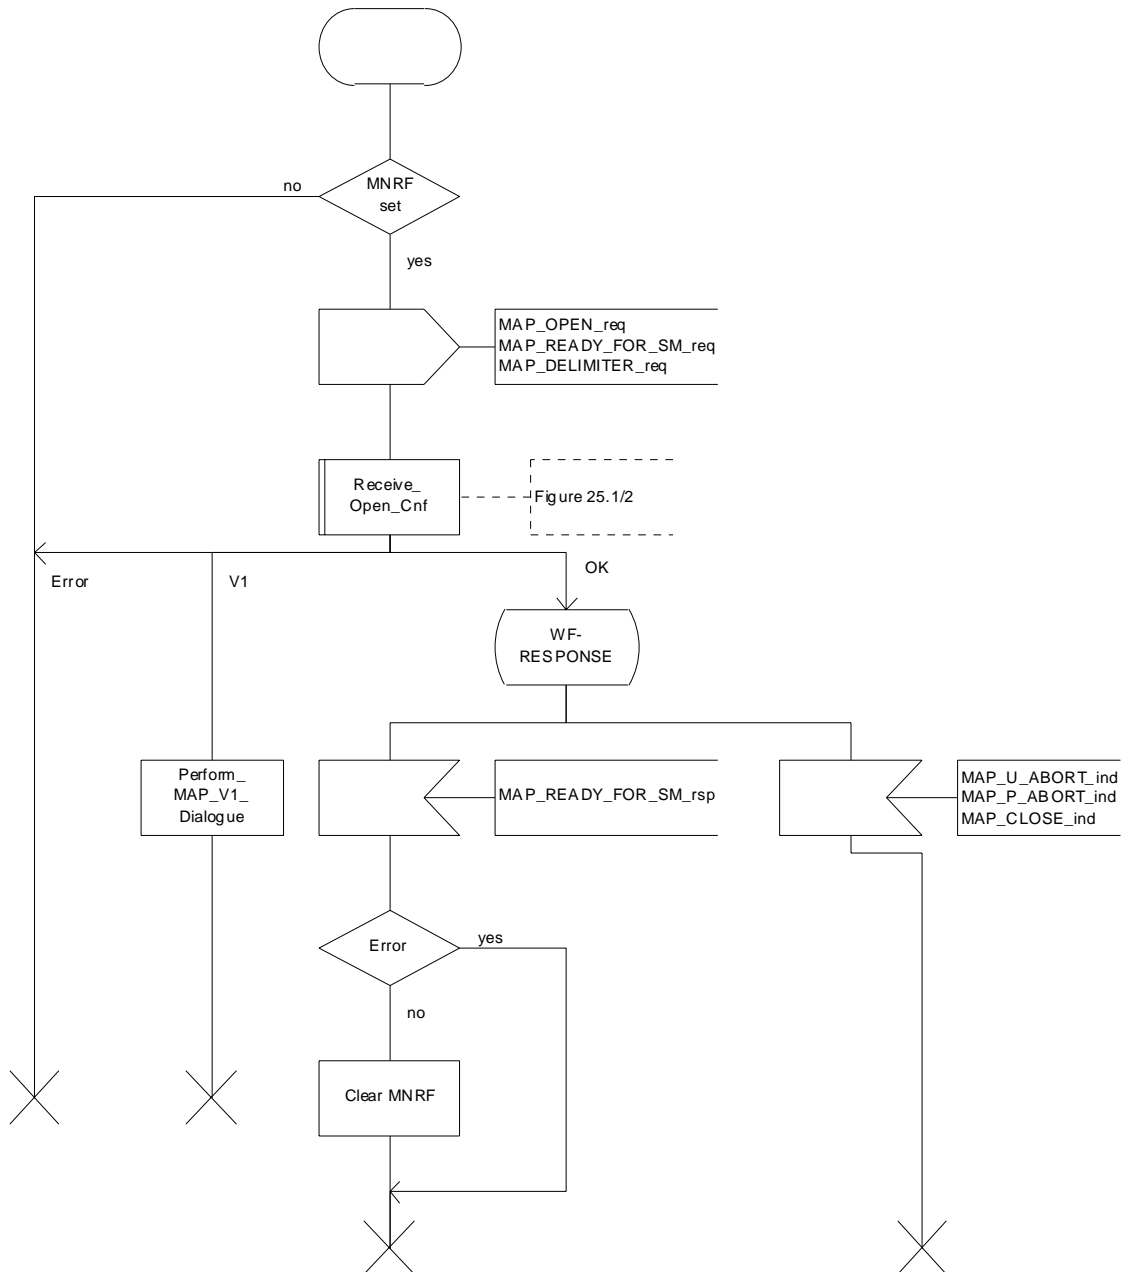 no
MNRF
set
yes
MAP_OPEN_req
MAP_READY_FOR_SM_req
MAP_DELIMITER_req
Receive_
Open_Cnf
Figure 25.1/2
Error
V1
OK
WF-
RESPONSE
Perform_
MAP_V1_
Dialogue
MAP_READY_FOR_SM_rsp
MAP_U_ABORT_ind
MAP_P_ABORT_ind
MAP_CLOSE_ind
Error
yes
no
Clear MNRF